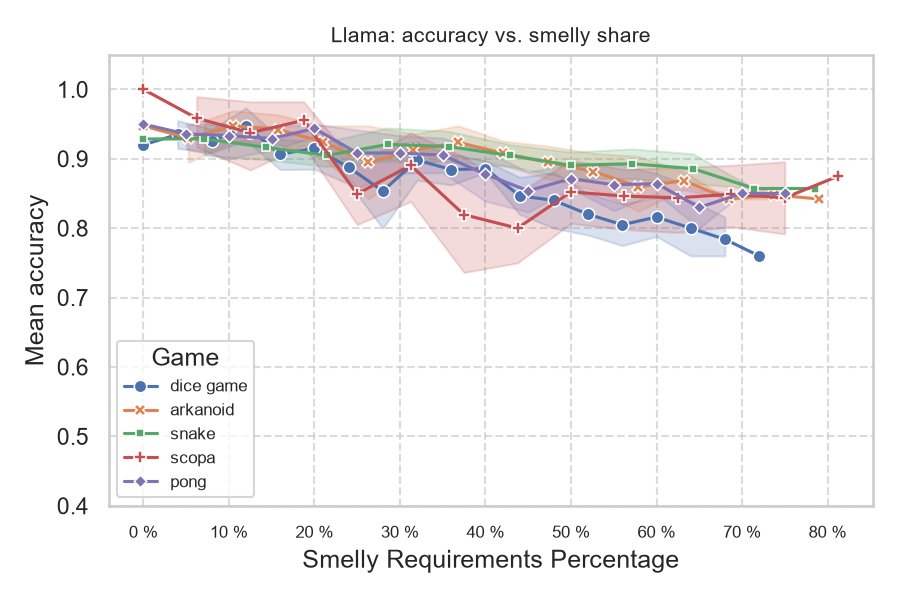 Llama: accuracy vs. smelly share
Mean accuracy
1.0
0.9
0.8
0.7
0.6
0.5
0.4
Game
dice game
arkanoid
snake
scopa
pong
0 % 10 % 20 % 30 % 40 % 50 % 60 % 70 % 80 %
Smelly Requirements Percentage